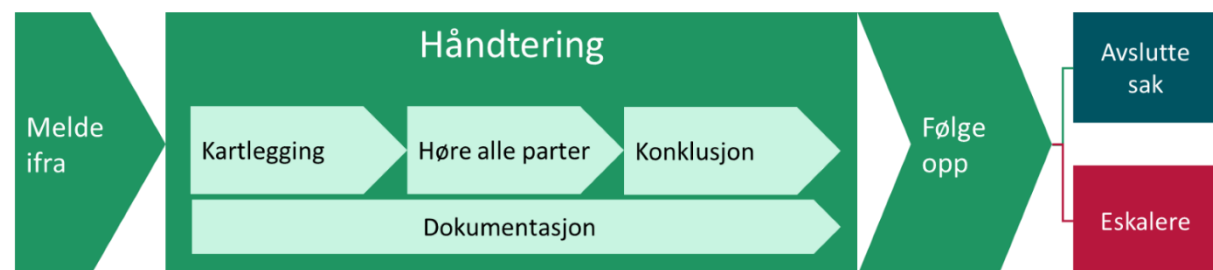 Melde
ifra
Håndtering
Kartlegging
Høre alle parter
Konklusjon
Dokumentasjon
Følge
opp
Avslutte
sak
Eskalere